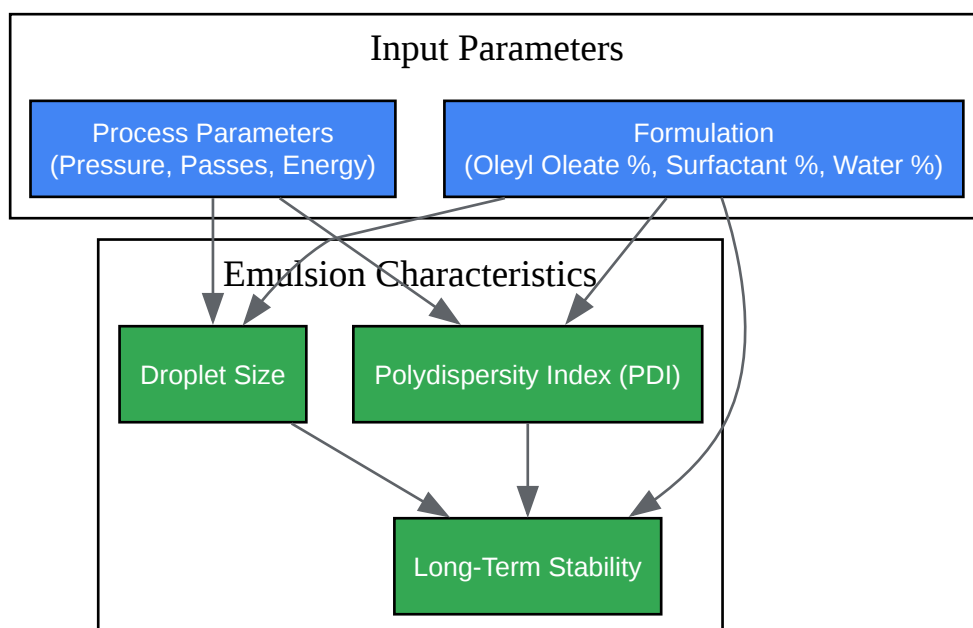 Input Parameters
Process Parameters
(Pressure, Passes, Energy)
Formulation
(Oleyl Oleate %, Surfactant %, Water %)
Emulsion Characteristics
Droplet Size
Polydispersity Index (PDI)
Long-Term Stability